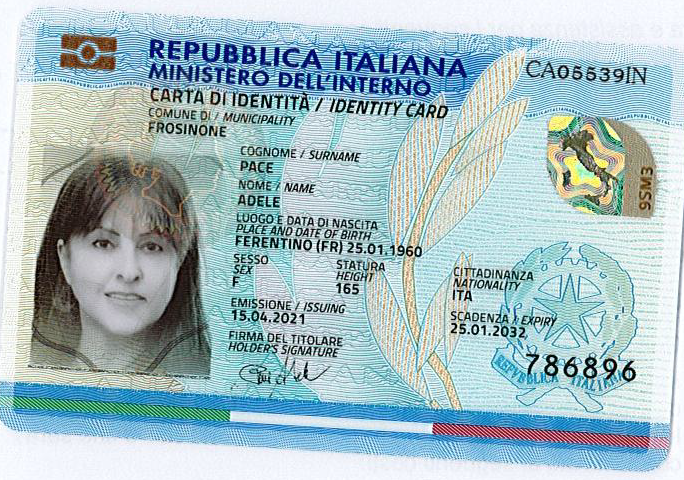 REPUBBLICA ITALIANA
CA05539IN
MINISTERO DELL'INTERNO
CARTA DI IDENTITÀ / IDENTITY CARD
COMUNE DI / MUNICIPALITY
FROSINONE
COGNOME / SURNAME
PACE
NOME / NAME
ADELE
LUOGO E DATA DI NASCITA
PLACE AND DATE OF BIRTH
FERENTINO (FR) 25.01.1960
SESSO
SEX
F
STATURA
HEIGHT
165
CITTADINANZA
NATIONALITY
ITA
EMISSIONE / ISSUING
15.04.2021
SCADENZA / EXPIRY
25.01.2032
FIRMA DEL TITOLARE
HOLDER'S SIGNATURE
786896
REPVBBLICA ITALIANA
SSM3